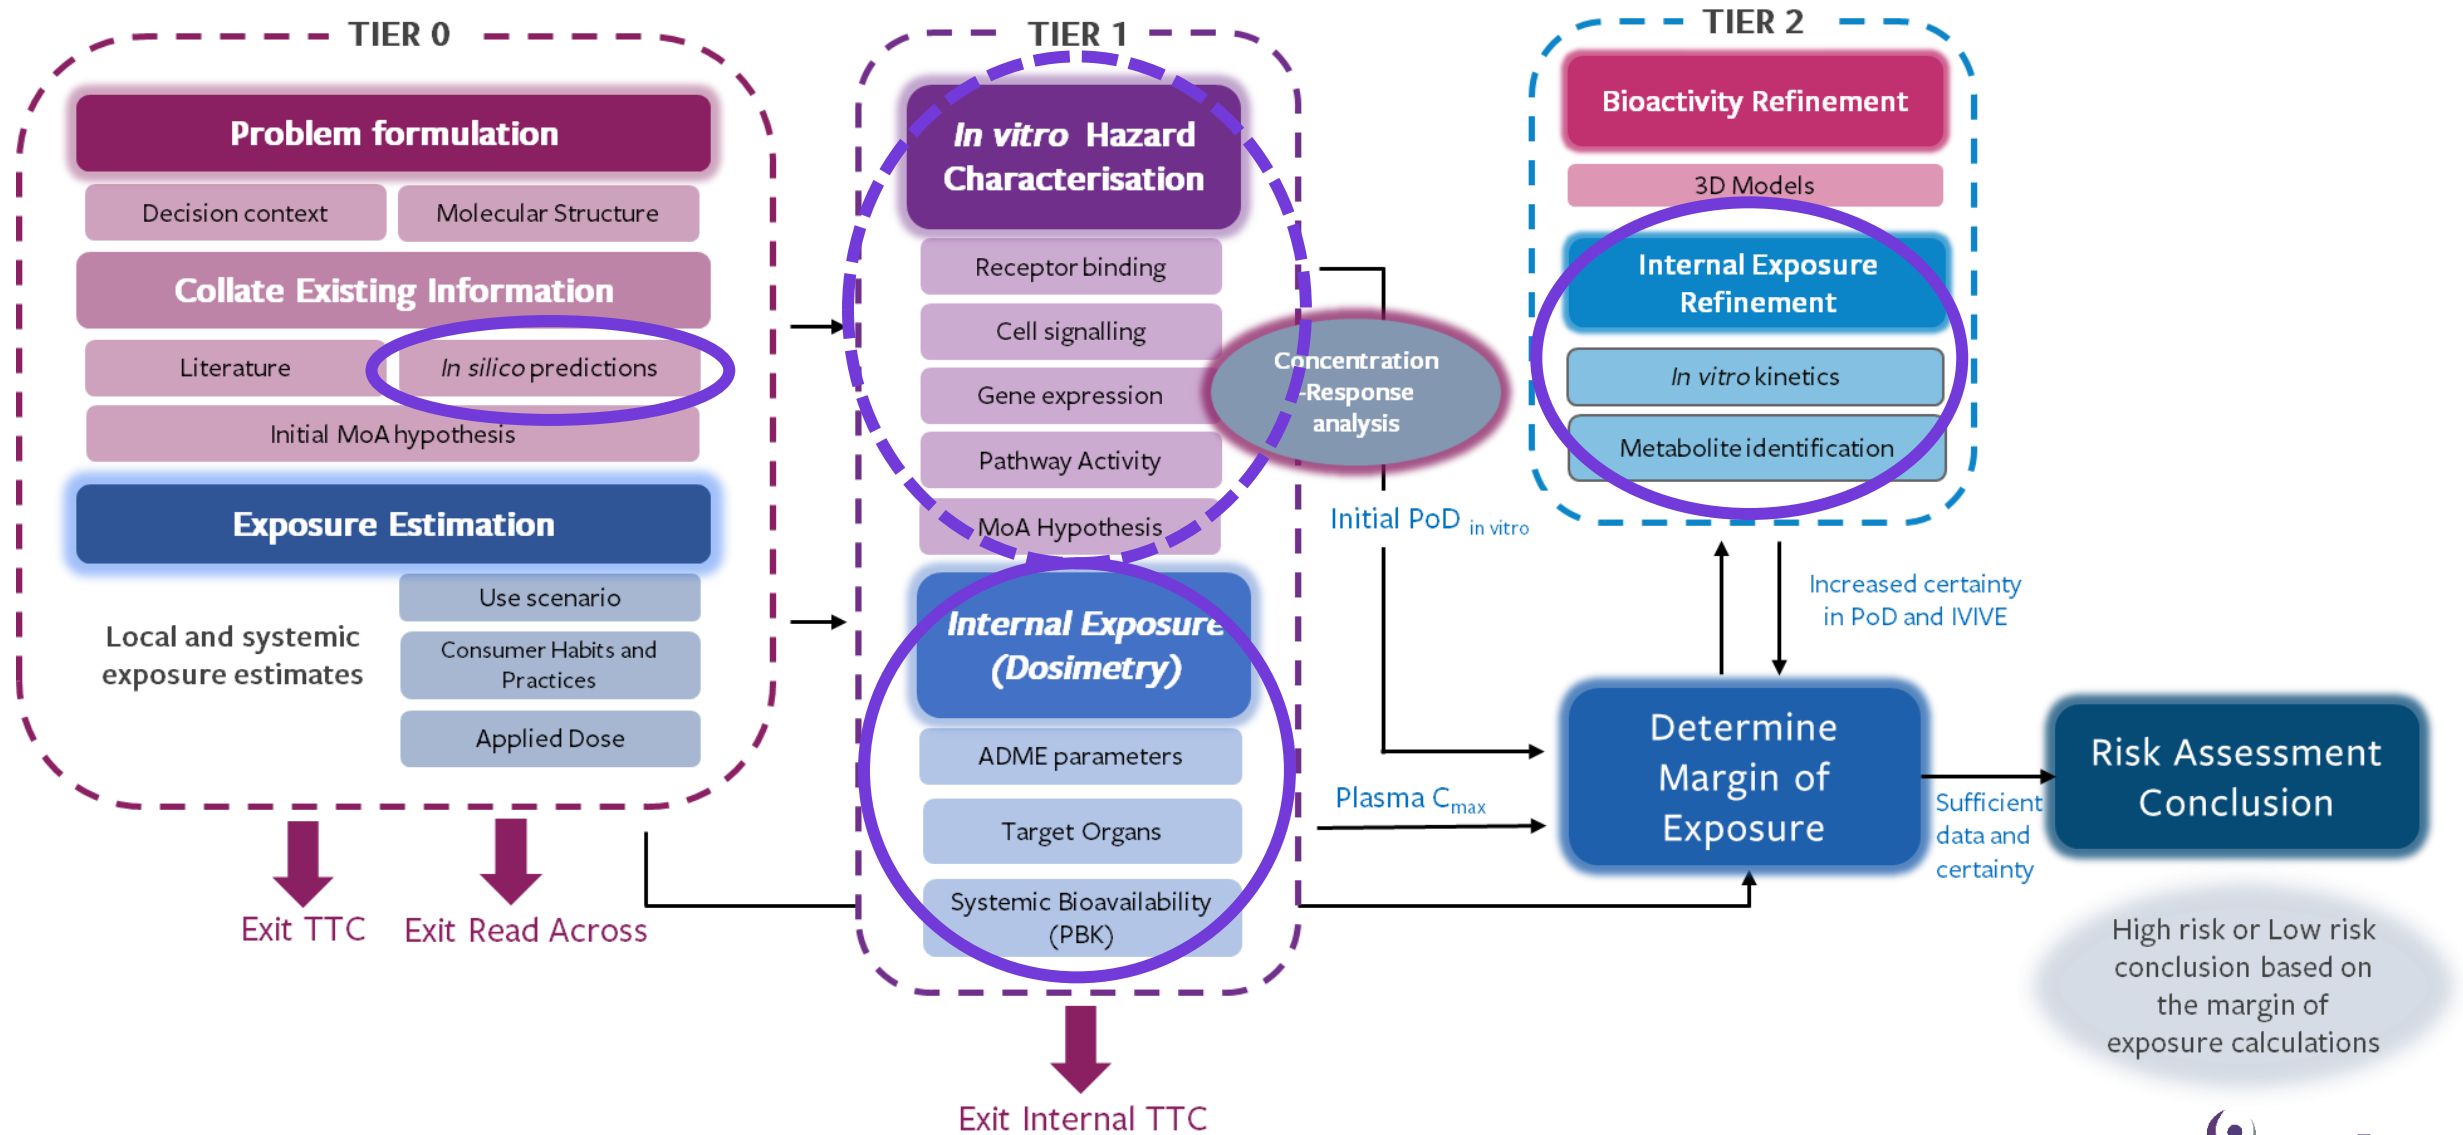 TIER 0
Problem formulation
Decision context
Molecular Structure
Collate Existing Information
Literature
In silico predictions
Initial MoA hypothesis
Exposure Estimation
Local and systemic
exposure estimates
Use scenario
Consumer Habits and
Practices
Applied Dose
Exit TTC
Exit Read Across
TIER 1
In vitro Hazard
Characterisation
Receptor binding
Cell signalling
Gene expression
Pathway Activity
MoA Hypothesis
Internal Exposure
(Dosimetry)
ADME parameters
Target Organs
Systemic Bioavailability
(PBK)
Exit Internal TTC
Concentration
-Response
analysis
Initial PoD in vitro
Plasma Cmax
TIER 2
Bioactivity Refinement
3D Models
Internal Exposure
Refinement
In vitro kinetics
Metabolite identification
Increased certainty
in PoD and IVIVE
Determine
Margin of
Exposure
Sufficient
data and
certainty
Risk Assessment
Conclusion
High risk or Low risk
conclusion based on
the margin of
exposure calculations